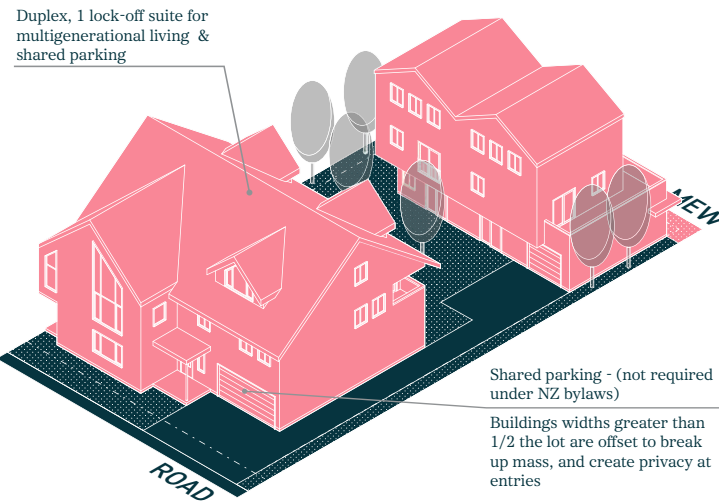 Duplex, 1 lock-off suite for
multigenerational living &
shared parking
MEW
Shared parking - (not required
under NZ bylaws)
Buildings widths greater than
1/2 the lot are offset to break
up mass, and create privacy at
entries
ROAD